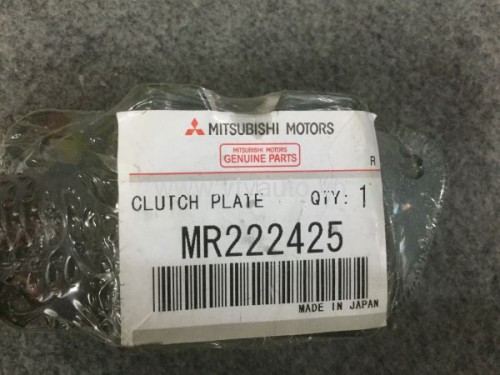 MITSUBISHI MOTORS
MITSUBISHI MOTORS
GENUINE PARTS
R
CLUTCH PLATE QTY: 1
MR222425
MADE IN JAPAN